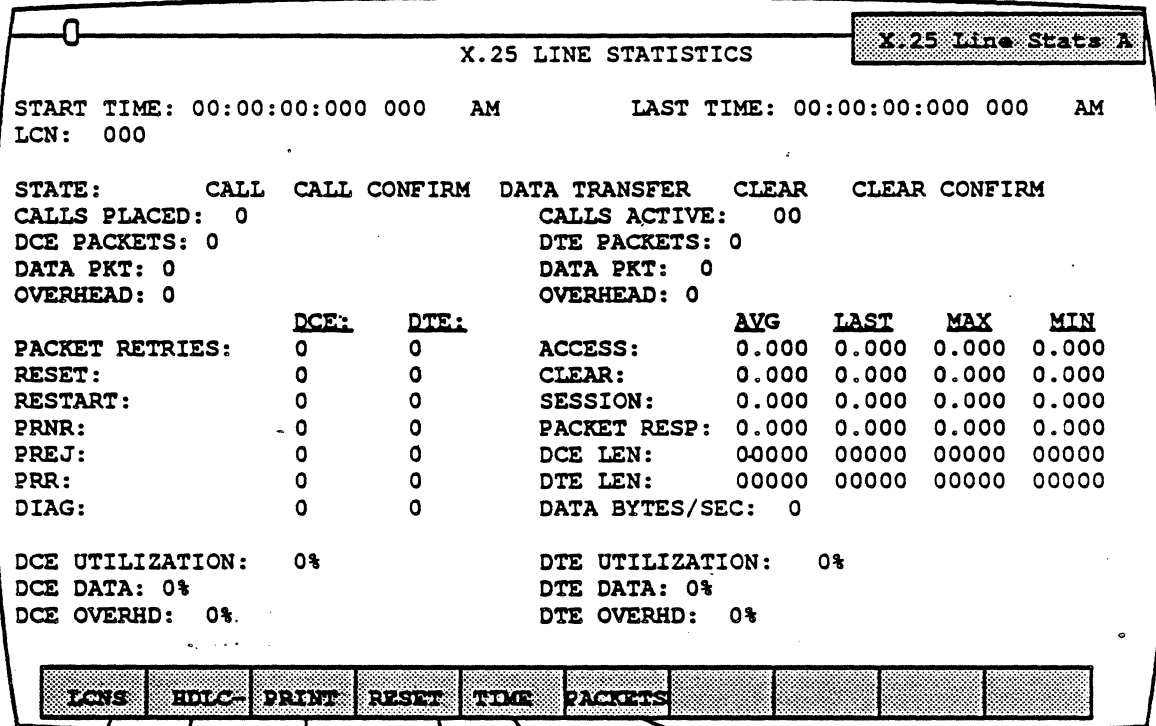 X.25 Line Stats A
X.25 LINE STATISTICS
START TIME: 00:00:00:000 000 AM LAST TIME: 00:00:00:000 000 AM
LCN: 000
STATE: CALL CALL CONFIRM DATA TRANSFER CLEAR CLEAR CONFIRM
CALLS PLACED: 0 CALLS ACTIVE: 00
DCE PACKETS: 0 DTE PACKETS: 0
DATA PKT: 0 DATA PKT: 0
OVERHEAD: 0 OVERHEAD: 0
DCE: DTE: AVG LAST MAX MIN
PACKET RETRIES: 0 0 ACCESS: 0.000 0.000 0.000 0.000
RESET: 0 0 CLEAR: 0.000 0.000 0.000 0.000
RESTART: 0 0 SESSION: 0.000 0.000 0.000 0.000
PRNR: 0 0 PACKET RESP: 0.000 0.000 0.000 0.000
PREJ: 0 0 DCE LEN: 00000 00000 00000 00000
PRR: 0 0 DTE LEN: 00000 00000 00000 00000
DIAG: 0 0 DATA BYTES/SEC: 0
DCE UTILIZATION: 0% DTE UTILIZATION: 0%
DCE DATA: 0% DTE DATA: 0%
DCE OVERHD: 0% DTE OVERHD: 0%
LCNS HDLC- PRINT RESET TIME PACKETS